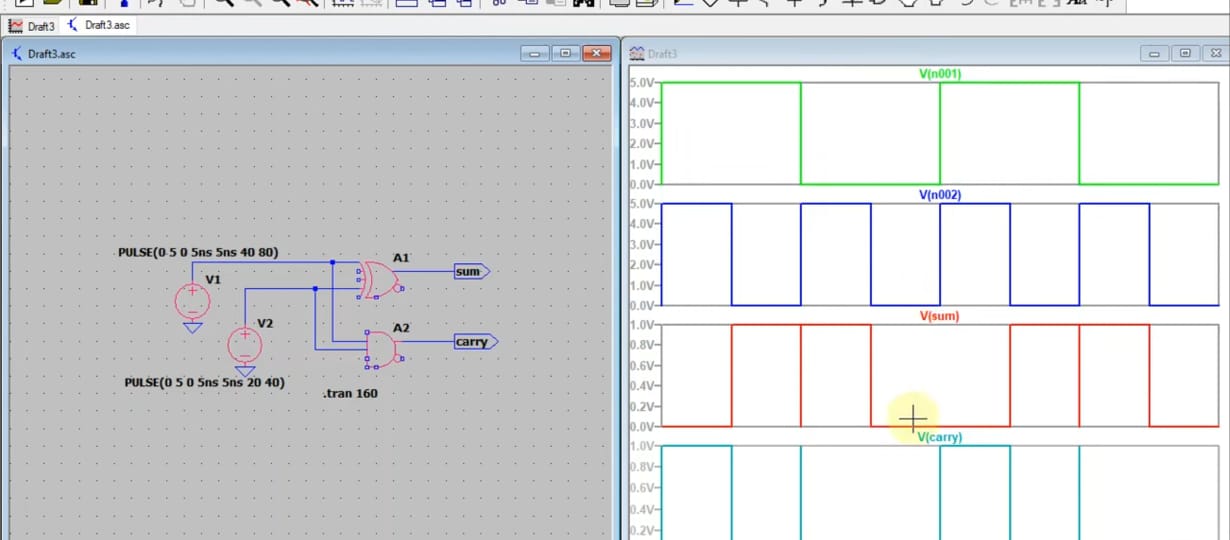 Draft3
Draft3.asc
Draft3.asc
PULSE(0 5 0 5ns 5ns 40 80)
V1
A1
sum
V2
A2
carry
PULSE(0 5 0 5ns 5ns 20 40)
.tran 160
Draft3
V(n001)
5.0V
4.0V
3.0V
2.0V
1.0V
0.0V
V(n002)
5.0V
4.0V
3.0V
2.0V
1.0V
0.0V
V(sum)
1.0V
0.8V
0.6V
0.4V
0.2V
0.0V
V(carry)
1.0V
0.8V
0.6V
0.4V
0.2V